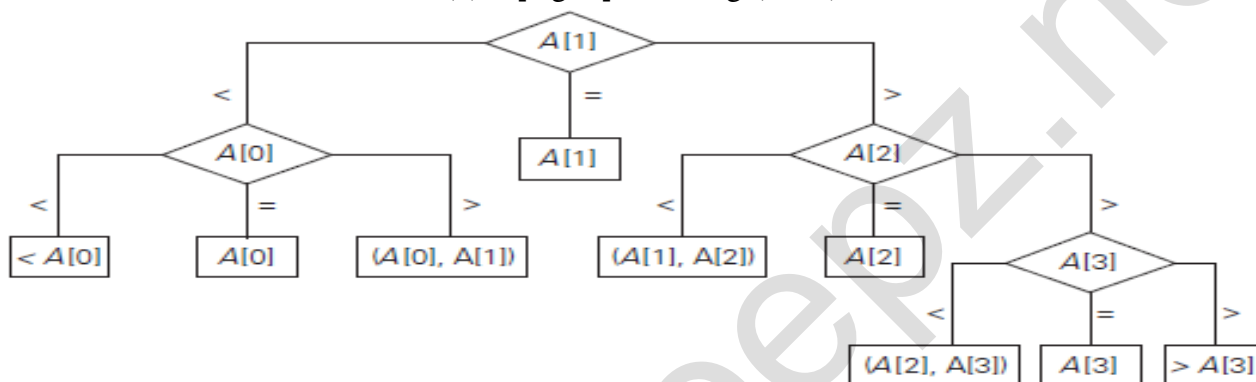 A[1]
< = >
A[0] A[1] A[2]
< = > < = >
< A[0] A[0] (A[0], A[1]) (A[1], A[2]) A[2] A[3]
< = >
(A[2], A[3]) A[3] > A[3]